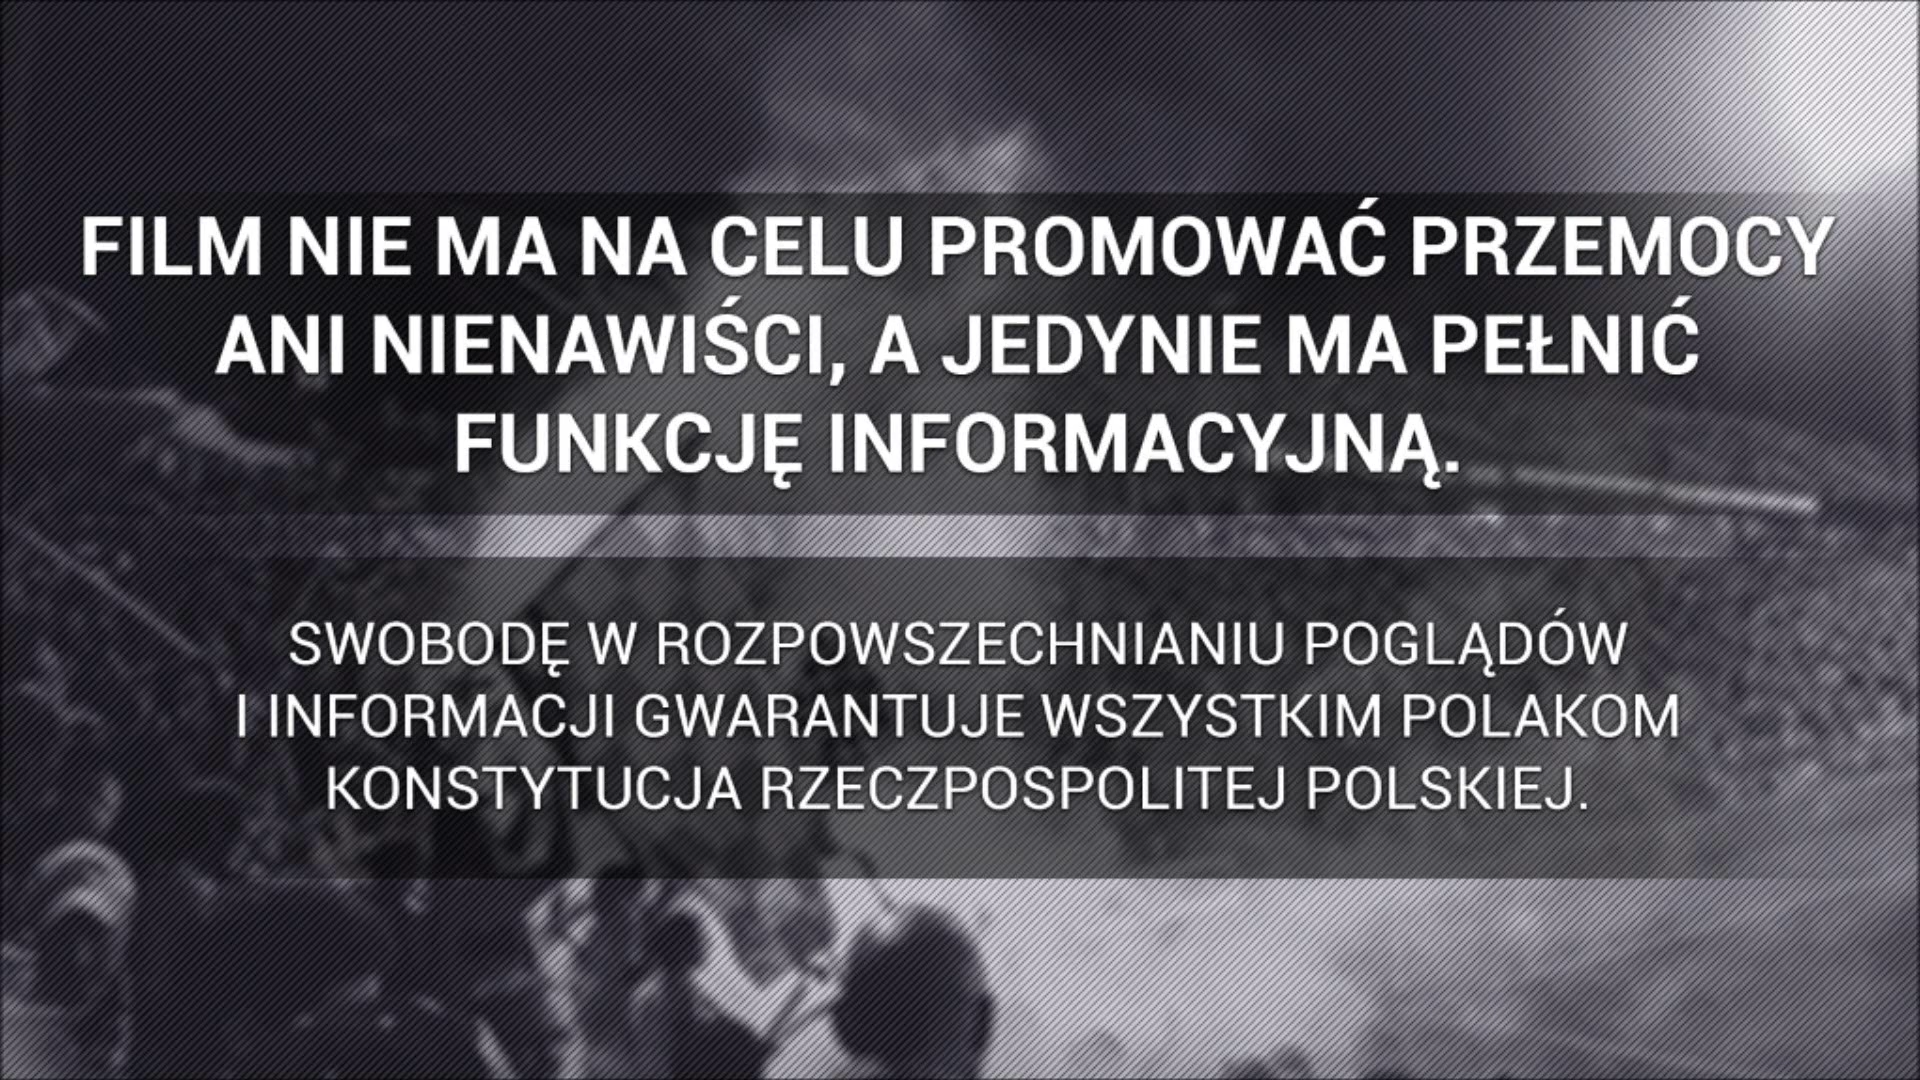 FILM NIE MA NA CELU PROMOWAĆ PRZEMOCY
ANI NIENAWIŚCI, A JEDYNIE MA PEŁNIĆ
FUNKCJĘ INFORMACYJNĄ.
SWOBODĘ W ROZPOWSZECHNIANIU POGLĄDÓW
I INFORMACJI GWARANTUJE WSZYSTKIM POLAKOM
KONSTYTUCJA RZECZPOSPOLITEJ POLSKIEJ.